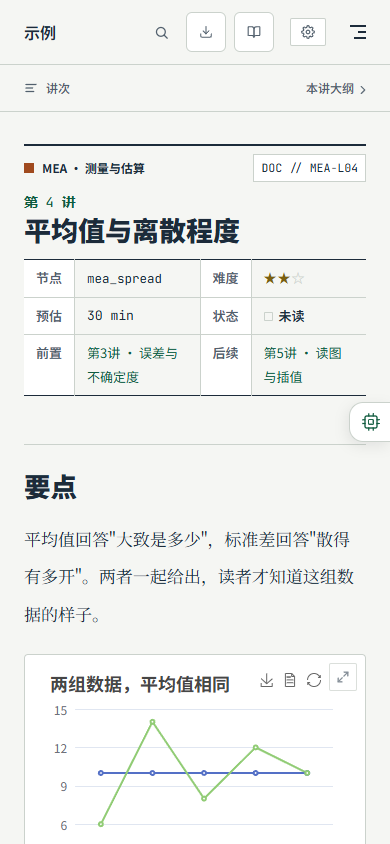 示例
讲次
本讲大纲
MEA · 测量与估算
DOC // MEA-L04
第 4 讲
平均值与离散程度
节点 mea_spread 难度 ★★☆
预估 30 min 状态 □ 未读
前置 第3讲 · 误差与不确定度 后续 第5讲 · 读图与插值
要点
平均值回答"大致是多少"，标准差回答"散得
有多开"。两者一起给出，读者才知道这组数
据的样子。
两组数据，平均值相同
15
12
9
6